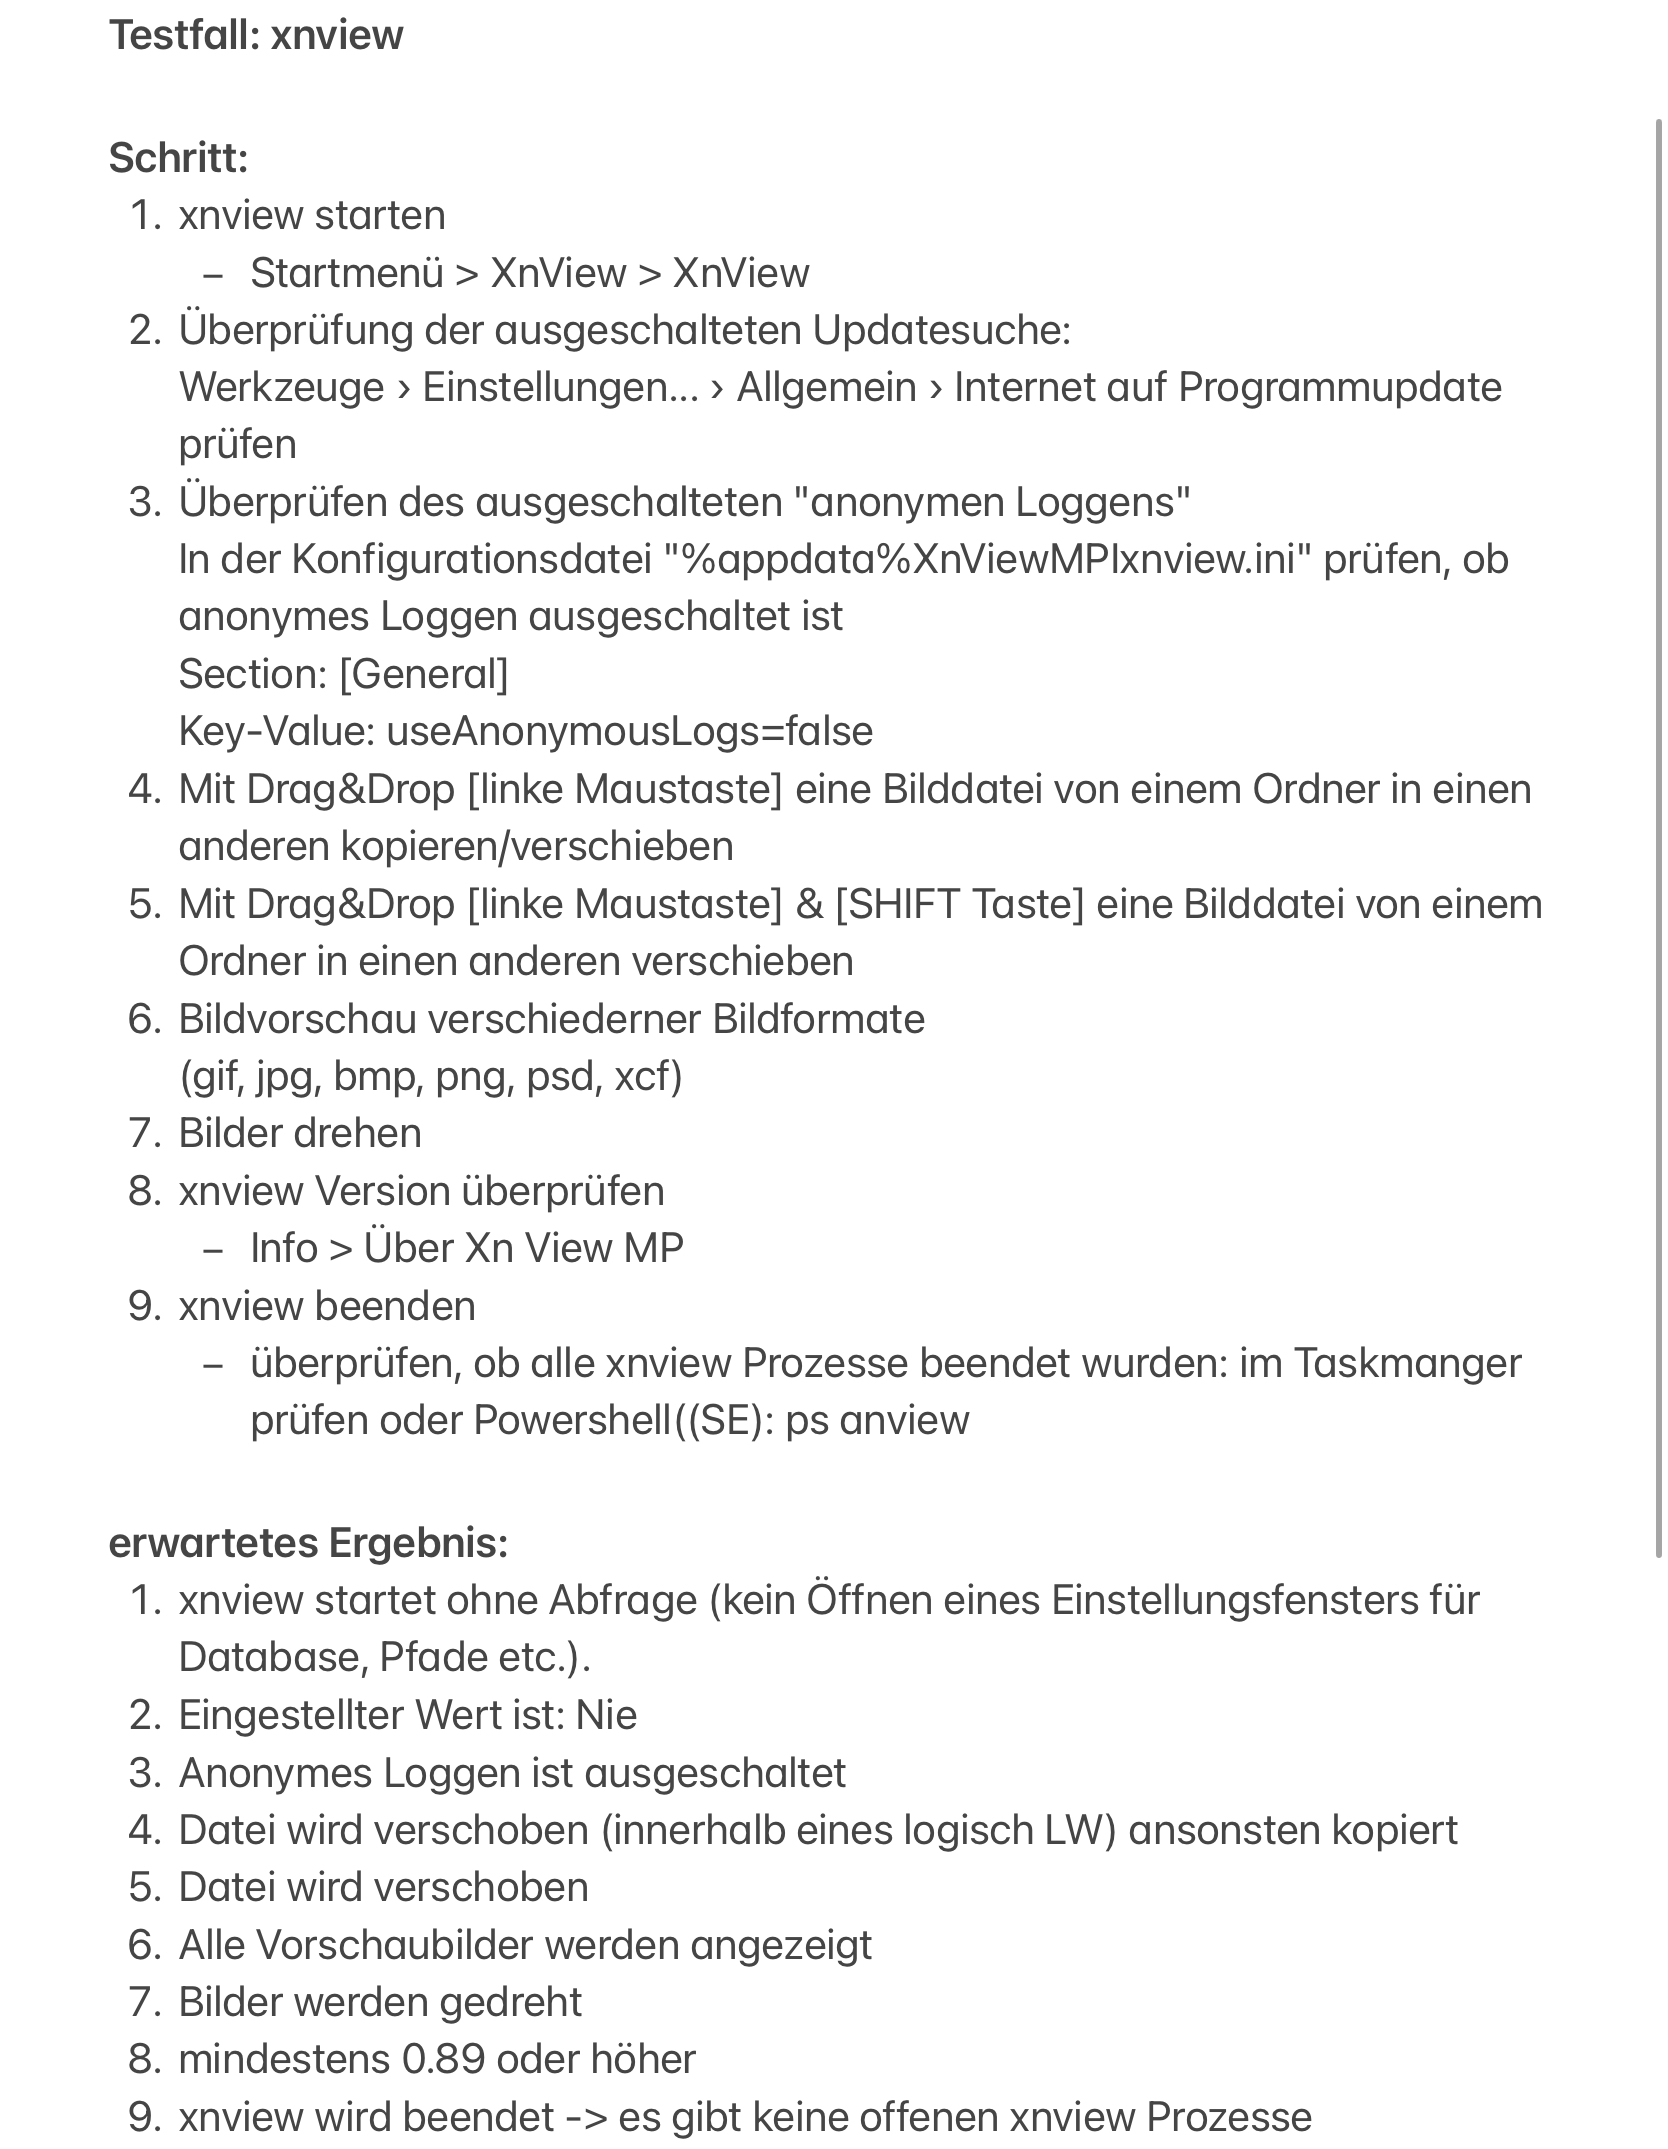 Testfall: xnview
Schritt:
1. xnview starten
– Startmenü > XnView > XnView
2. Überprüfung der ausgeschalteten Updatesuche:
Werkzeuge › Einstellungen... › Allgemein › Internet auf Programmupdate
prüfen
3. Überprüfen des ausgeschalteten "anonymen Loggens"
In der Konfigurationsdatei "%appdata%XnViewMPlxnview.ini" prüfen, ob
anonymes Loggen ausgeschaltet ist
Section: [General]
Key-Value: useAnonymousLogs=false
4. Mit Drag&Drop [linke Maustaste] eine Bilddatei von einem Ordner in einen
anderen kopieren/verschieben
5. Mit Drag&Drop [linke Maustaste] & [SHIFT Taste] eine Bilddatei von einem
Ordner in einen anderen verschieben
6. Bildvorschau verschiederner Bildformate
(gif, jpg, bmp, png, psd, xcf)
7. Bilder drehen
8. xnview Version überprüfen
– Info > Über Xn View MP
9. xnview beenden
– überprüfen, ob alle xnview Prozesse beendet wurden: im Taskmanger
prüfen oder Powershell((SE): ps anview
erwartetes Ergebnis:
1. xnview startet ohne Abfrage (kein Öffnen eines Einstellungsfensters für
Database, Pfade etc.).
2. Eingestellter Wert ist: Nie
3. Anonymes Loggen ist ausgeschaltet
4. Datei wird verschoben (innerhalb eines logisch LW) ansonsten kopiert
5. Datei wird verschoben
6. Alle Vorschaubilder werden angezeigt
7. Bilder werden gedreht
8. mindestens 0.89 oder höher
9. xnview wird beendet -> es gibt keine offenen xnview Prozesse